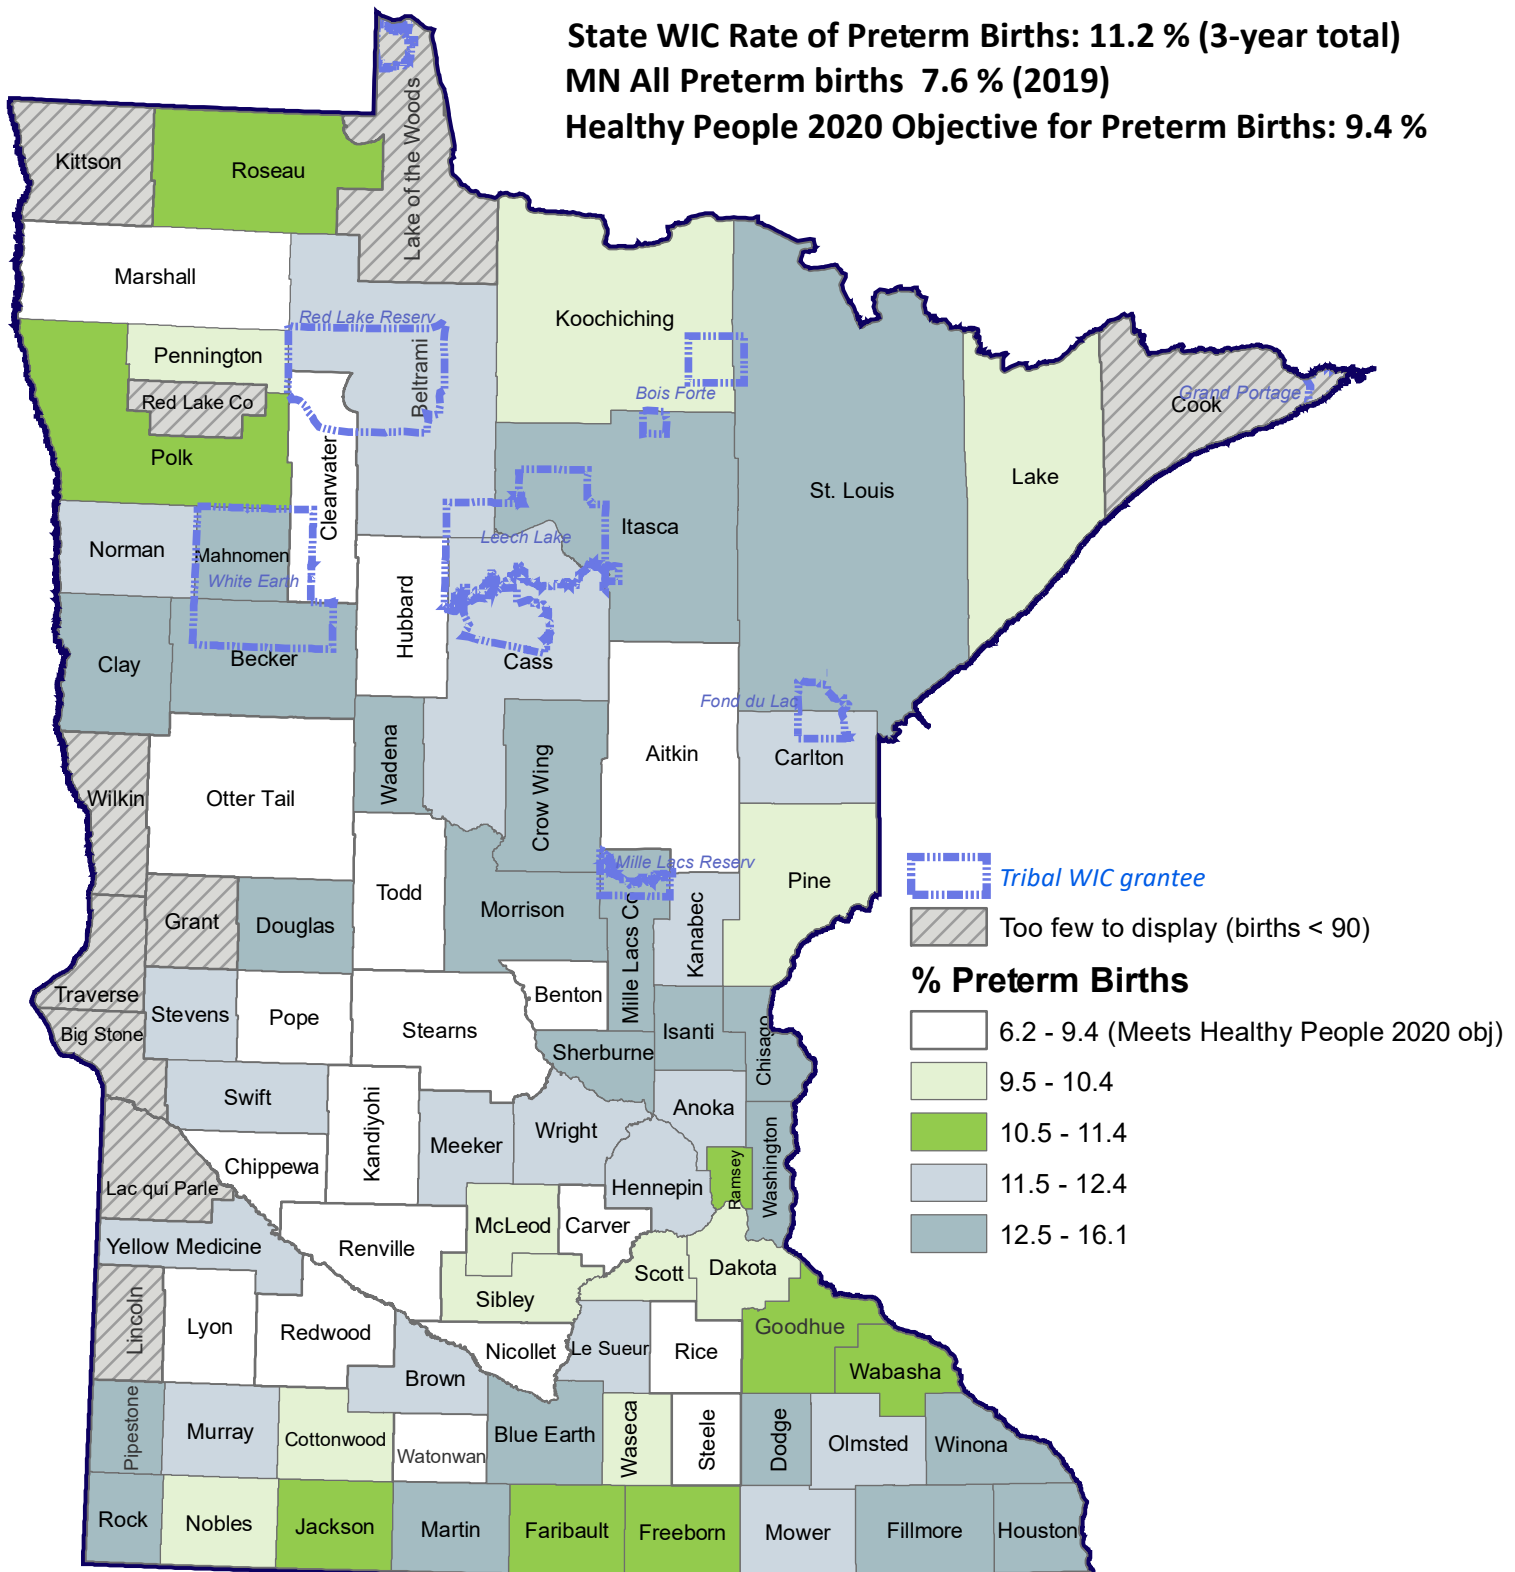 State WIC Rate of Preterm Births: 11.2 % (3-year total)
MN All Preterm births 7.6 % (2019)
Healthy People 2020 Objective for Preterm Births: 9.4 %
Kittson
Roseau
Lake of the Woods
Marshall
Red Lake Reserv
Koochiching
Pennington
Beltrami
Bois Forte
Red Lake Co
Grand Portage
Cook
Polk
Clearwater
Lake
St. Louis
Itasca
Norman
Mahnomen
Leech Lake
White Earth
Hubbard
Clay
Becker
Cass
Fond du Lac
Wadena
Aitkin
Carlton
Wilkin
Otter Tail
Crow Wing
Mille Lacs Reserv
Todd
Pine
Grant
Douglas
Morrison
Mille Lacs Co
Kanabec
Traverse
Stevens
Pope
Benton
Big Stone
Stearns
Isanti
Chisago
Sherburne
Swift
Kandiyohi
Anoka
Meeker
Wright
Washington
Chippewa
Lac qui Parle
Hennepin
Ramsey
McLeod
Carver
Yellow Medicine
Renville
Scott
Dakota
Sibley
Lincoln
Lyon
Redwood
Goodhue
Nicollet
Le Sueur
Rice
Wabasha
Brown
Pipestone
Murray
Cottonwood
Watonwan
Blue Earth
Waseca
Steele
Dodge
Olmsted
Winona
Rock
Nobles
Jackson
Martin
Faribault
Freeborn
Mower
Fillmore
Houston
Tribal WIC grantee
Too few to display (births < 90)
% Preterm Births
6.2 - 9.4 (Meets Healthy People 2020 obj)
9.5 - 10.4
10.5 - 11.4
11.5 - 12.4
12.5 - 16.1